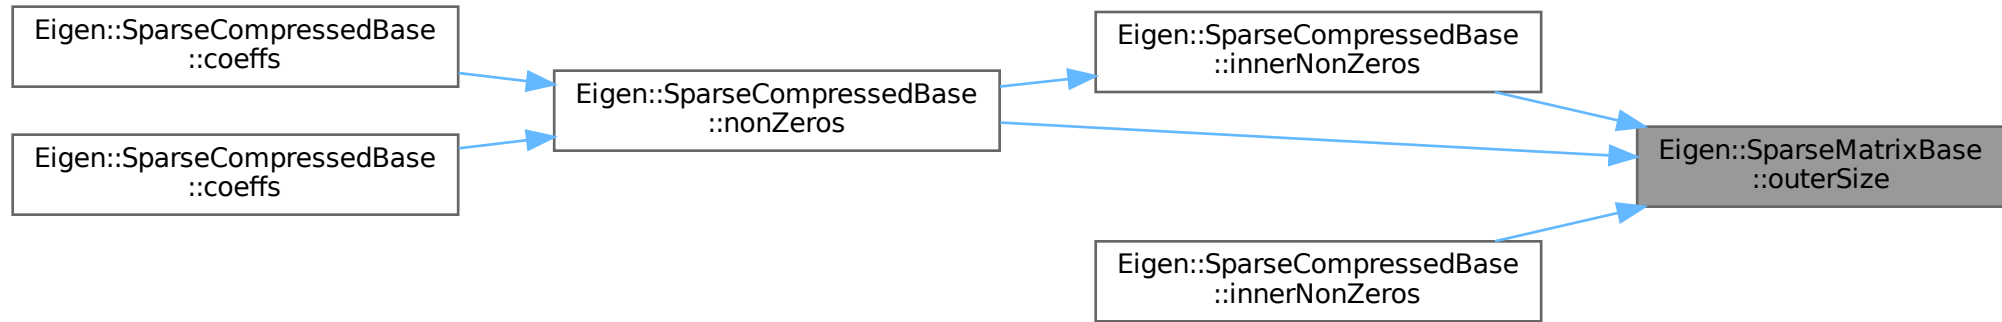 Eigen::SparseCompressedBase
::coeffs
Eigen::SparseCompressedBase
::coeffs
Eigen::SparseCompressedBase
::nonZeros
Eigen::SparseCompressedBase
::innerNonZeros
Eigen::SparseCompressedBase
::innerNonZeros
Eigen::SparseMatrixBase
::outerSize